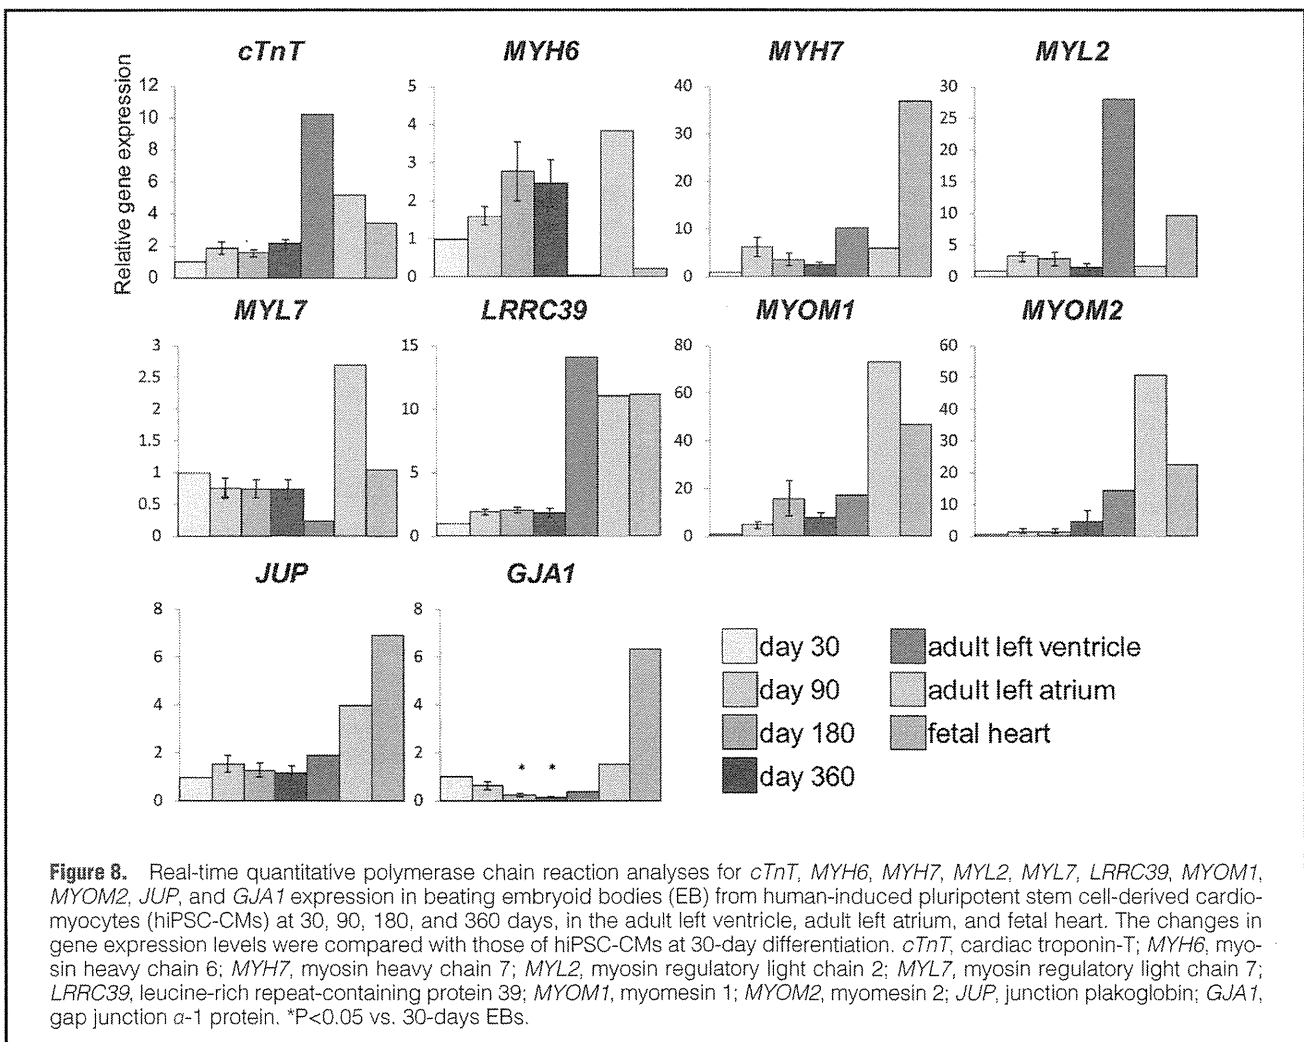 cTnT
MYH6
MYH7
MYL2
Relative gene expression
12
10
8
6
4
2
0
5
4
3
2
1
0
40
30
20
10
0
30
25
20
15
10
5
0
MYL7
LRRC39
MYOM1
MYOM2
3
2.5
2
1.5
1
0.5
0
15
10
5
0
80
60
40
20
0
60
50
40
30
20
10
0
JUP
GJA1
8
6
4
2
0
8
6
4
2
0
* *
day 30
day 90
day 180
day 360
adult left ventricle
adult left atrium
fetal heart
Figure 8. Real-time quantitative polymerase chain reaction analyses for cTnT, MYH6, MYH7, MYL2, MYL7, LRRC39, MYOM1,
MYOM2, JUP, and GJA1 expression in beating embryoid bodies (EB) from human-induced pluripotent stem cell-derived cardio-
myocytes (hiPSC-CMs) at 30, 90, 180, and 360 days, in the adult left ventricle, adult left atrium, and fetal heart. The changes in
gene expression levels were compared with those of hiPSC-CMs at 30-day differentiation. cTnT, cardiac troponin-T; MYH6, myo-
sin heavy chain 6; MYH7, myosin heavy chain 7; MYL2, myosin regulatory light chain 2; MYL7, myosin regulatory light chain 7;
LRRC39, leucine-rich repeat-containing protein 39; MYOM1, myomesin 1; MYOM2, myomesin 2; JUP, junction plakoglobin; GJA1,
gap junction α-1 protein. *P<0.05 vs. 30-days EBs.